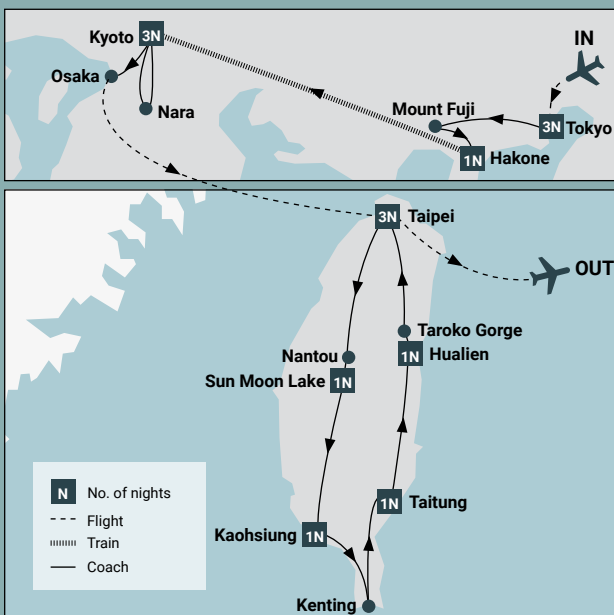 Kyoto
3N
IN
Osaka
Nara
Mount Fuji
3N
Tokyo
1N
Hakone
3N
Taipei
OUT
Taroko Gorge
Nantou
1N
Hualien
Sun Moon Lake
1N
1N
Taitung
Kaohsiung
1N
Kenting
N
No. of nights
Flight
Train
Coach